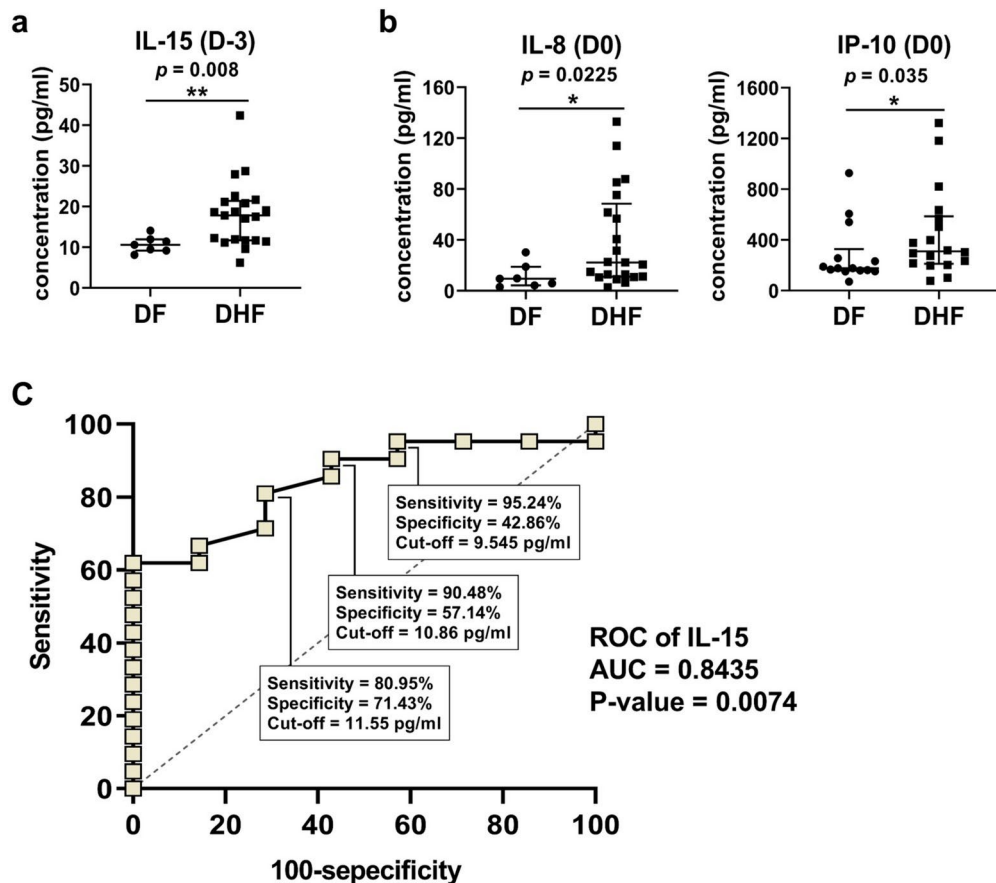 a
IL-15 (D-3)
p = 0.008
**
concentration (pg/ml)
50
40
30
20
10
0
DF
DHF
b
IL-8 (D0)
p = 0.0225
*
concentration (pg/ml)
160
120
80
40
0
DF
DHF
IP-10 (D0)
p = 0.035
*
concentration (pg/ml)
1600
1200
800
400
0
DF
DHF
C
Sensitivity
100
80
60
40
20
0
0
20
40
60
80
100
100-sepecificity
Sensitivity = 95.24%
Specificity = 42.86%
Cut-off = 9.545 pg/ml
Sensitivity = 90.48%
Specificity = 57.14%
Cut-off = 10.86 pg/ml
Sensitivity = 80.95%
Specificity = 71.43%
Cut-off = 11.55 pg/ml
ROC of IL-15
AUC = 0.8435
P-value = 0.0074